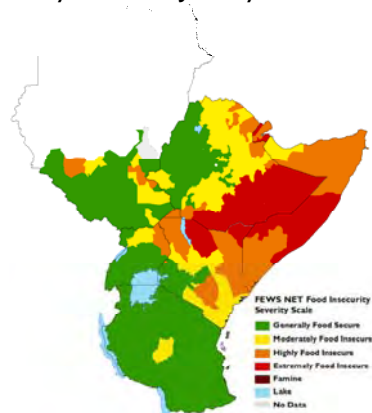 FEWS NET Food Insecurity
Severity Scale
Generally Food Secure
Moderately Food Insecure
Highly Food Insecure
Extremely Food Insecure
Famine
Lake
No Data